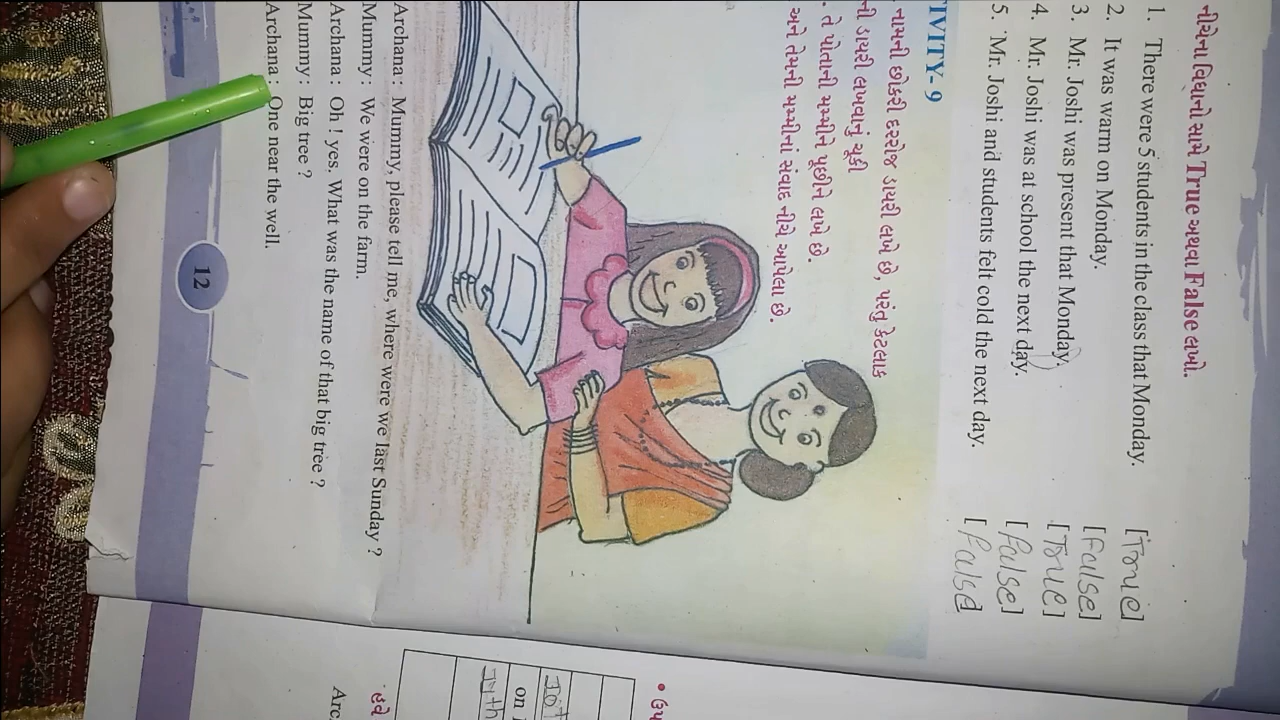 નીચેના વિધાનો સામે True અથવા False લખો.
1. There were 5 students in the class that Monday. [True]
2. It was warm on Monday. [False]
3. Mr. Joshi was present that Monday. [True]
4. Mr. Joshi was at school the next day. [False]
5. Mr. Joshi and students felt cold the next day. [False]
TIVITY- 9
નામની છોકરી દરરોજ ડાયરી લખે છે, પરંતુ કેટલાક
ની ડાયરી લખવાનું ચૂકી
. તે પોતાની મમ્મીને પૂછીને લખે છે.
અને તેમની મમ્મીનાં સંવાદ નીચે આપેલા છે.
Archana : Mummy, please tell me, where were we last Sunday ?
Mummy : We were on the farm.
Archana : Oh ! yes. What was the name of that big tree ?
Mummy : Big tree ?
Archana : One near the well.
12
on
હવે
Arc